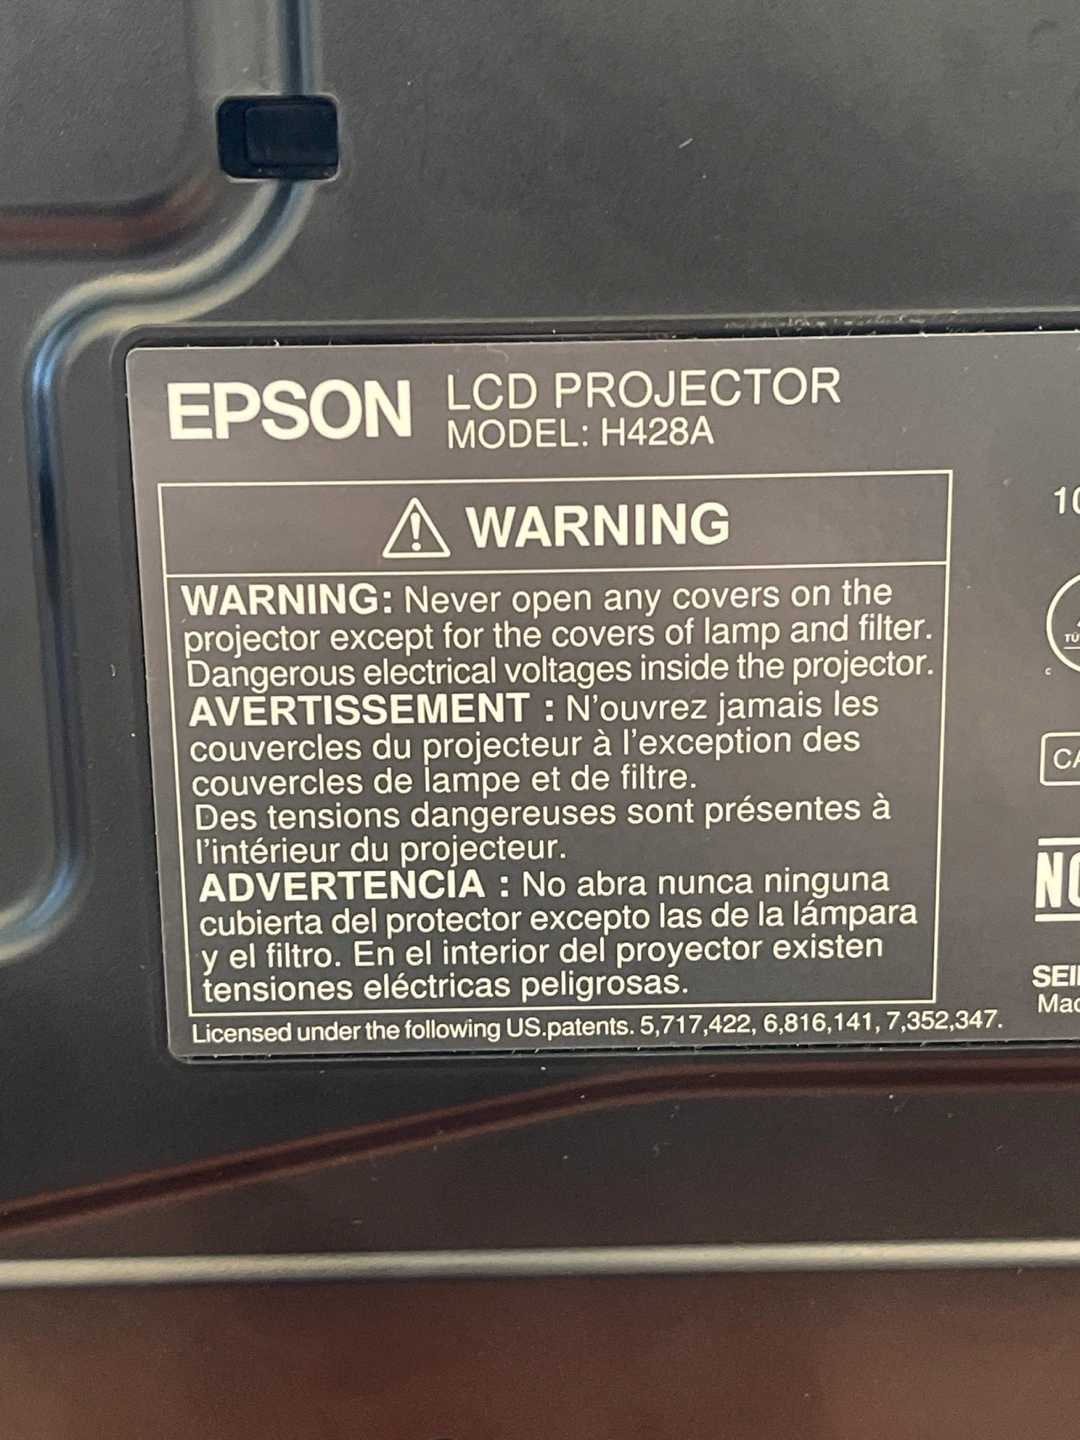 EPSON LCD PROJECTOR
MODEL: H428A
WARNING
WARNING: Never open any covers on the
projector except for the covers of lamp and filter.
Dangerous electrical voltages inside the projector.
AVERTISSEMENT : N'ouvrez jamais les
couvercles du projecteur à l'exception des
couvercles de lampe et de filtre.
Des tensions dangereuses sont présentes à
l'intérieur du projecteur.
ADVERTENCIA : No abra nunca ninguna
cubierta del protector excepto las de la lámpara
y el filtro. En el interior del proyector existen
tensiones eléctricas peligrosas.
Licensed under the following US.patents. 5,717,422, 6,816,141, 7,352,347.